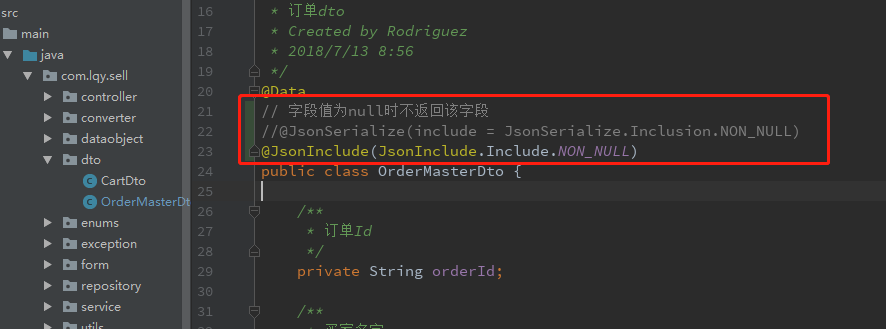 src
main
java
com.lqy.sell
controller
converter
dataobject
dto
CartDto
OrderMasterDt
enums
exception
form
repository
service
utils
16 * 订单dto
17 * Created by Rodriguez
18 * 2018/7/13 8:56
19 */
20 @Data
21 // 字段值为null时不返回该字段
22 //@JsonSerialize(include = JsonSerialize.Inclusion.NON_NULL)
23 @JsonInclude(JsonInclude.Include.NON_NULL)
24 public class OrderMasterDto {
25
26 /**
27 * 订单Id
28 */
29 private String orderId;
30
31 /**